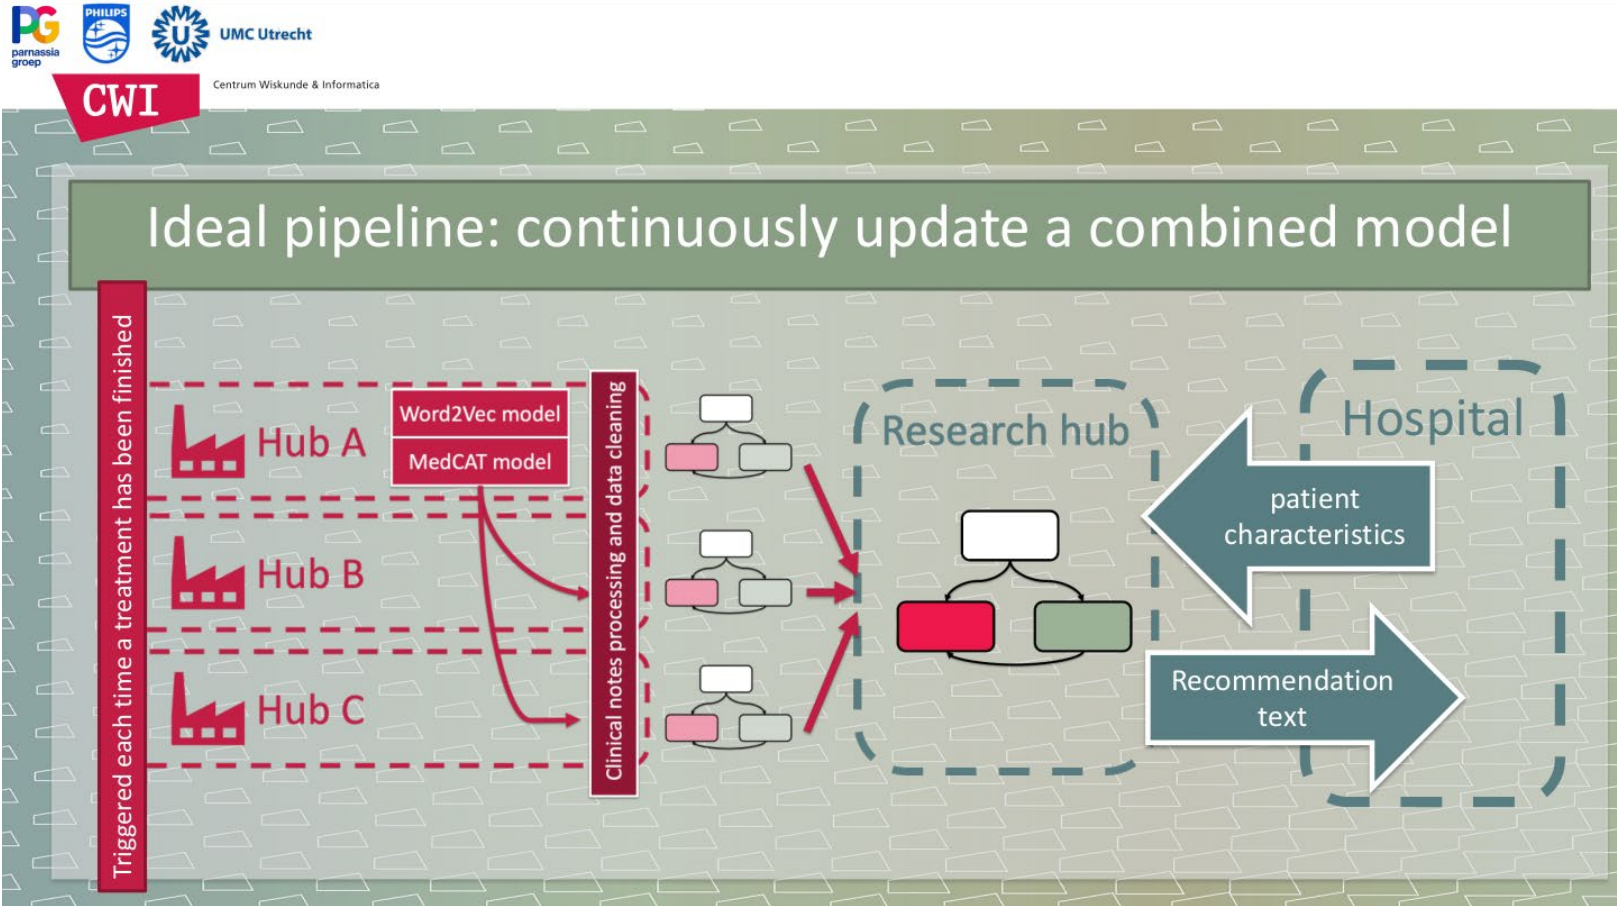 parnassia
groep
PHILIPS
U
UMC Utrecht
CWI
Centrum Wiskunde & Informatica
Ideal pipeline: continuously update a combined model
Triggered each time a treatment has been finished
Hub A
Word2Vec model
MedCAT model
Hub B
Hub C
Clinical notes processing and data cleaning
Research hub
Hospital
patient
characteristics
Recommendation
text